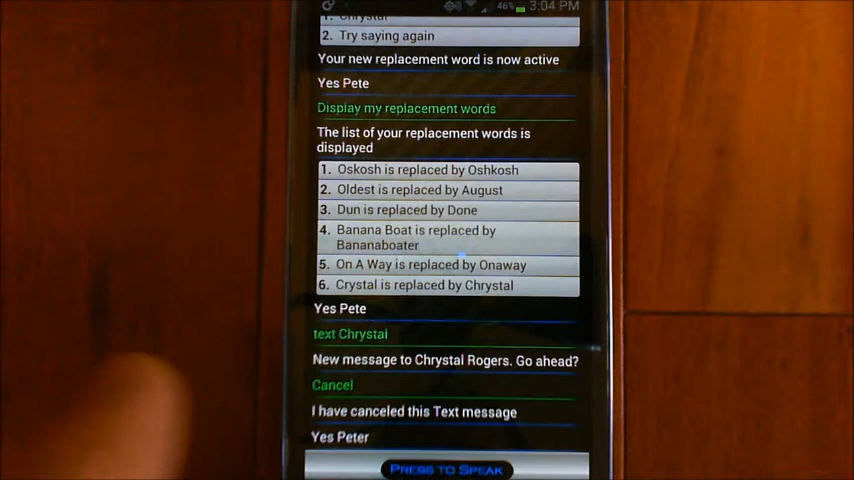 46% 3:04 PM
1. Chrystal
2. Try saying again
Your new replacement word is now active
Yes Pete
Display my replacement words
The list of your replacement words is
displayed
1. Oskosh is replaced by Oshkosh
2. Oldest is replaced by August
3. Dun is replaced by Done
4. Banana Boat is replaced by
Bananaboater
5. On A Way is replaced by Onaway
6. Crystal is replaced by Chrystal
Yes Pete
text Chrystal
New message to Chrystal Rogers. Go ahead?
Cancel
I have canceled this Text message
Yes Peter
PRESS TO SPEAK